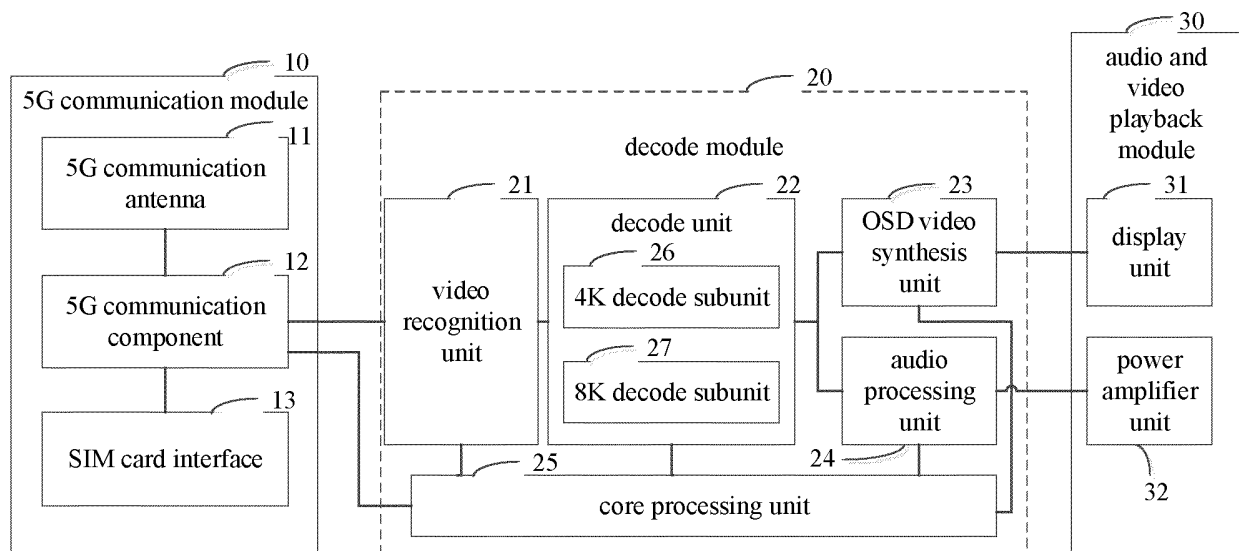 10
5G communication module
11
5G communication
antenna
12
5G communication
component
13
SIM card interface
20
decode module
21
video
recognition
unit
22
decode unit
26
4K decode subunit
27
8K decode subunit
23
OSD video
synthesis
unit
audio
processing
unit
24
25
core processing unit
30
audio and
video
playback
module
31
display
unit
power
amplifier
unit
32